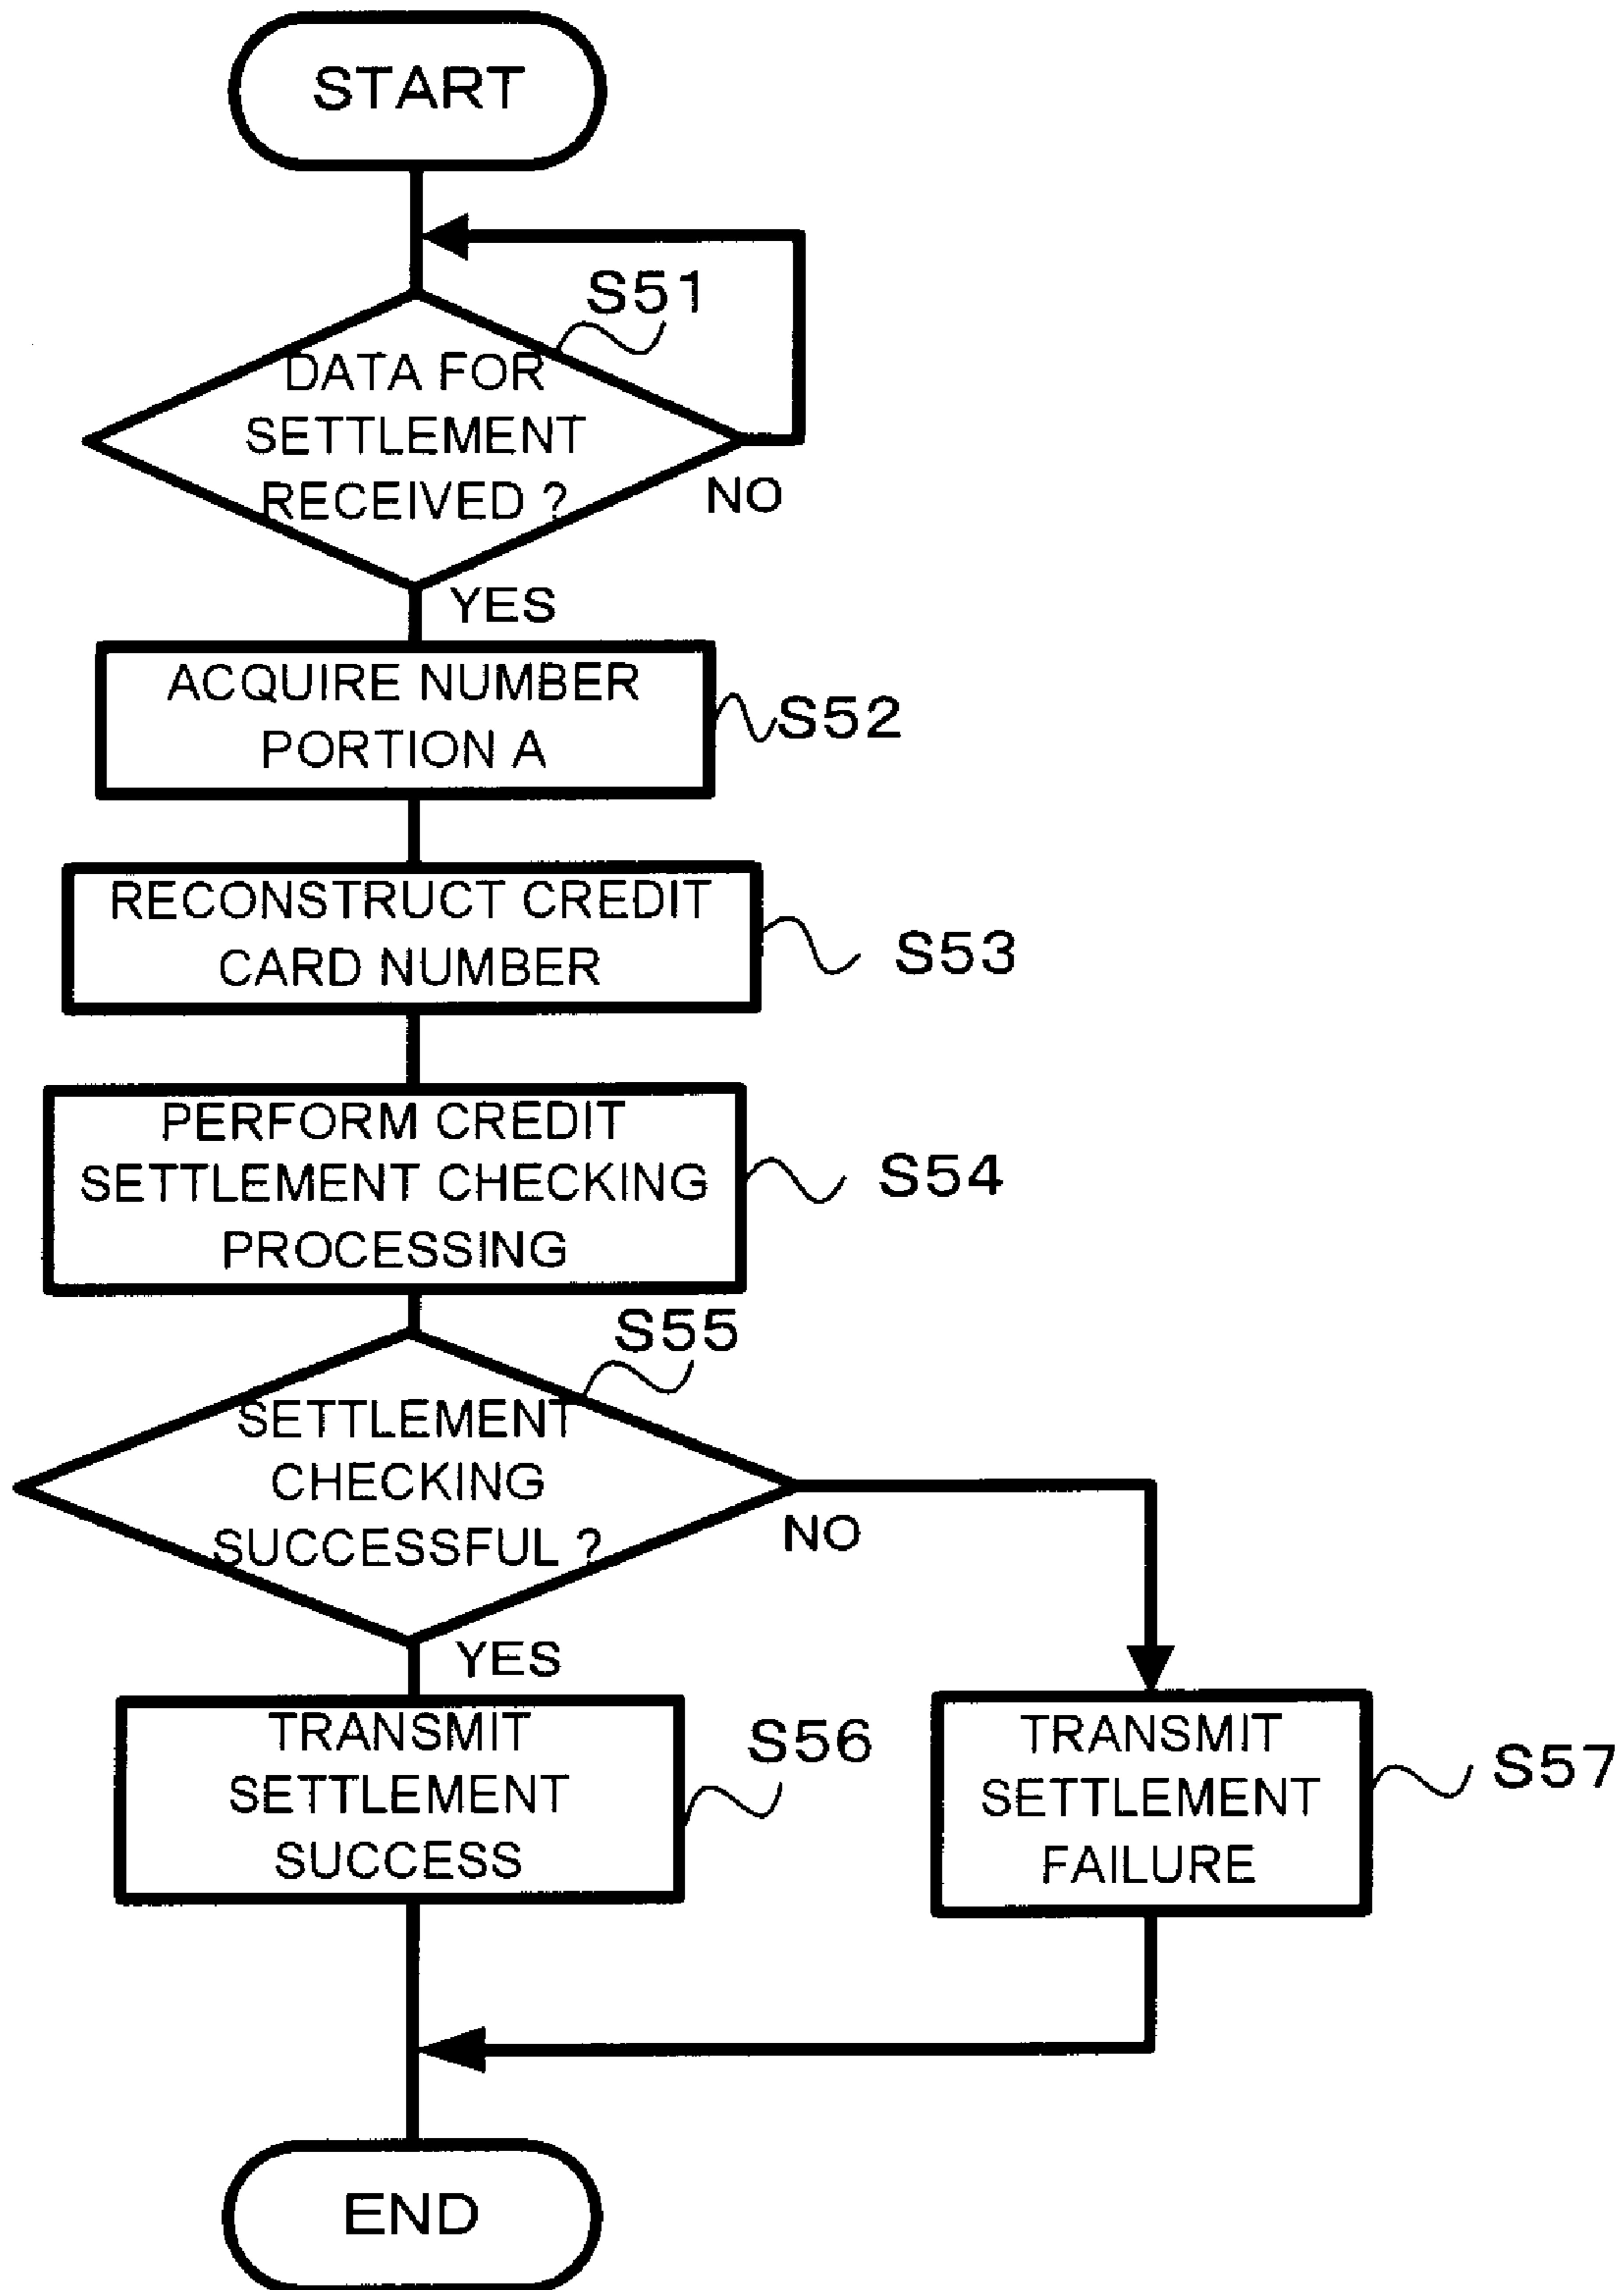 START
S51
DATA FOR
SETTLEMENT
RECEIVED ?
NO
YES
ACQUIRE NUMBER
PORTION A
S52
RECONSTRUCT CREDIT
CARD NUMBER
S53
PERFORM CREDIT
SETTLEMENT CHECKING
PROCESSING
S54
S55
SETTLEMENT
CHECKING
SUCCESSFUL ?
NO
YES
TRANSMIT
SETTLEMENT
SUCCESS
S56
TRANSMIT
SETTLEMENT
FAILURE
S57
END